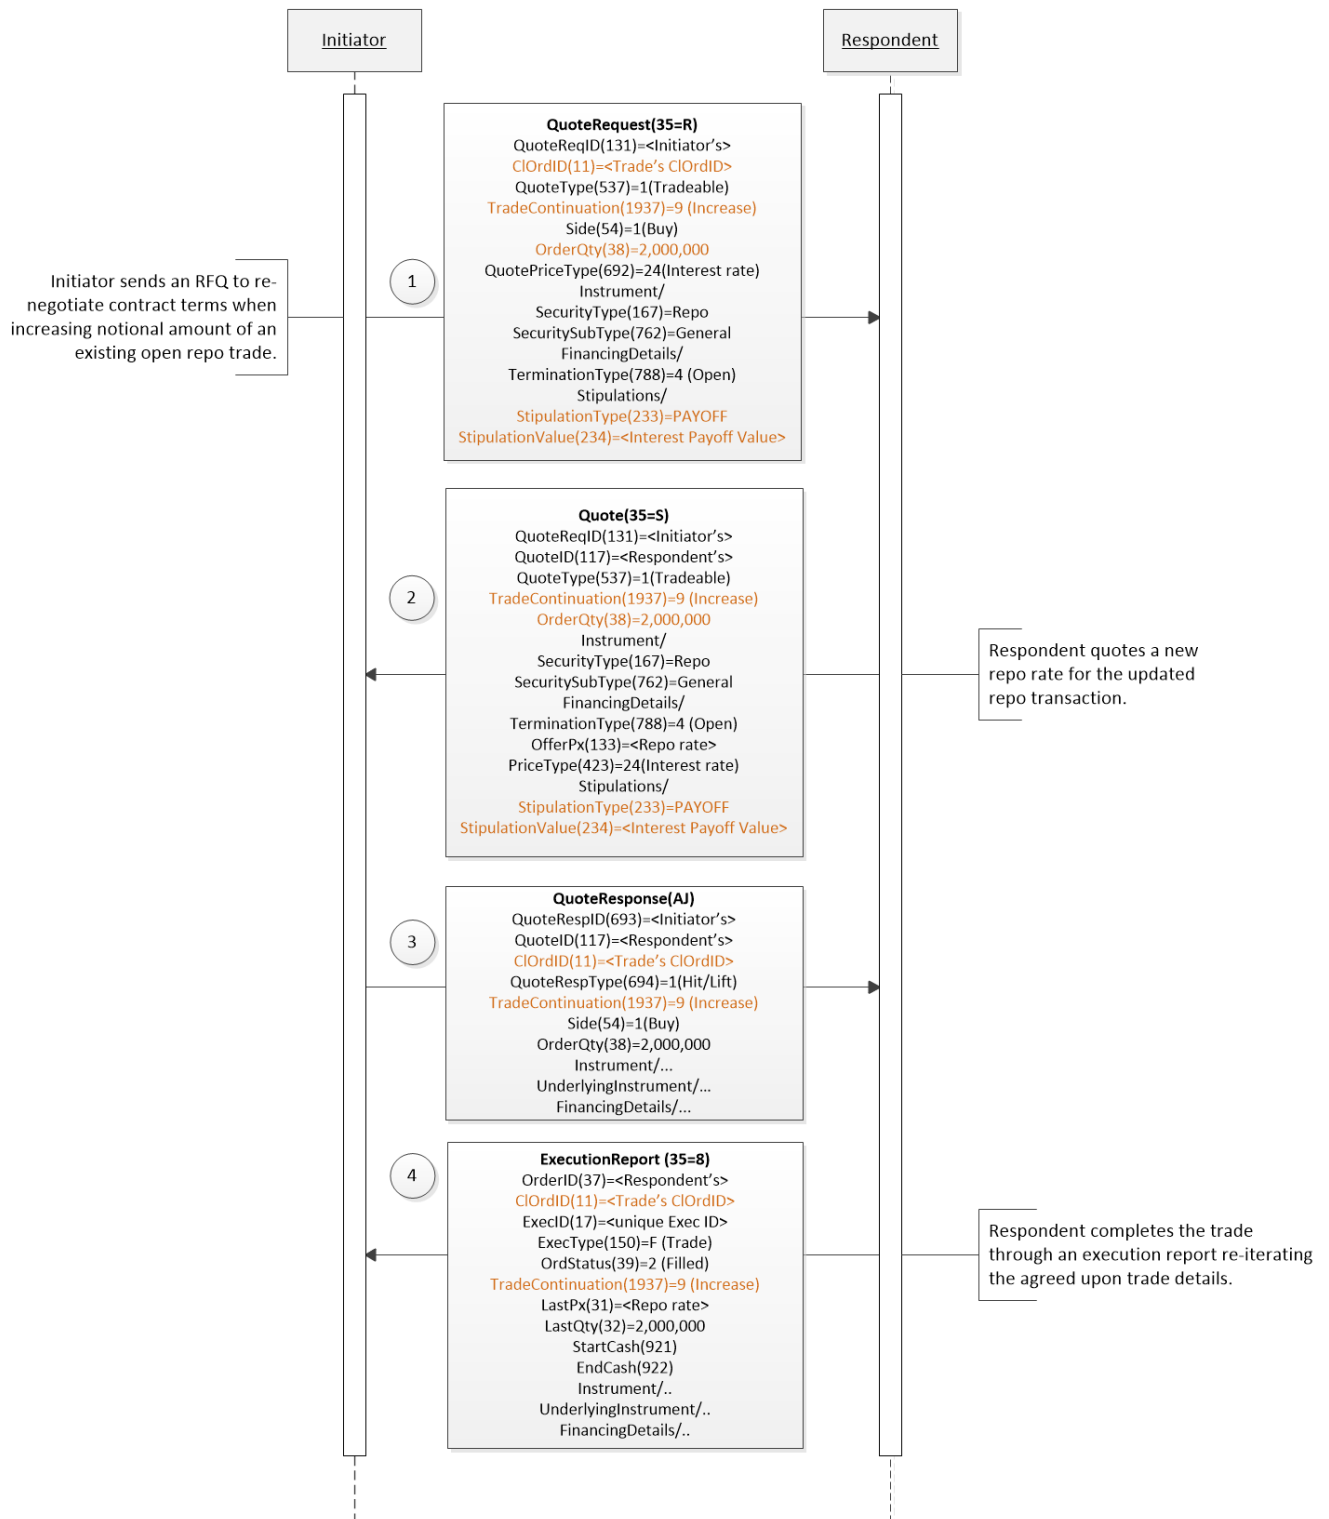 Initiator
Respondent
QuoteRequest(35=R)
QuoteReqID(131)=<Initiator's>
ClOrdID(11)=<Trade's ClOrdID>
QuoteType(537)=1(Tradeable)
TradeContinuation(1937)=9 (Increase)
Side(54)=1(Buy)
OrderQty(38)=2,000,000
QuotePriceType(692)=24(Interest rate)
Instrument/
SecurityType(167)=Repo
SecuritySubType(762)=General
FinancingDetails/
TerminationType(788)=4 (Open)
Stipulations/
StipulationType(233)=PAYOFF
StipulationValue(234)=<Interest Payoff Value>
1
Initiator sends an RFQ to re-
negotiate contract terms when
increasing notional amount of an
existing open repo trade.
Quote(35=S)
QuoteReqID(131)=<Initiator's>
QuoteID(117)=<Respondent's>
QuoteType(537)=1(Tradeable)
TradeContinuation(1937)=9 (Increase)
OrderQty(38)=2,000,000
Instrument/
SecurityType(167)=Repo
SecuritySubType(762)=General
FinancingDetails/
TerminationType(788)=4 (Open)
OfferPx(133)=<Repo rate>
PriceType(423)=24(Interest rate)
Stipulations/
StipulationType(233)=PAYOFF
StipulationValue(234)=<Interest Payoff Value>
2
Respondent quotes a new
repo rate for the updated
repo transaction.
QuoteResponse(AJ)
QuoteRespID(693)=<Initiator's>
QuoteID(117)=<Respondent's>
ClOrdID(11)=<Trade's ClOrdID>
QuoteRespType(694)=1(Hit/Lift)
TradeContinuation(1937)=9 (Increase)
Side(54)=1(Buy)
OrderQty(38)=2,000,000
Instrument/...
UnderlyingInstrument/...
FinancingDetails/...
3
ExecutionReport (35=8)
OrderID(37)=<Respondent's>
ClOrdID(11)=<Trade's ClOrdID>
ExecID(17)=<unique Exec ID>
ExecType(150)=F (Trade)
OrdStatus(39)=2 (Filled)
TradeContinuation(1937)=9 (Increase)
LastPx(31)=<Repo rate>
LastQty(32)=2,000,000
StartCash(921)
EndCash(922)
Instrument/..
UnderlyingInstrument/..
FinancingDetails/..
4
Respondent completes the trade
through an execution report re-iterating
the agreed upon trade details.